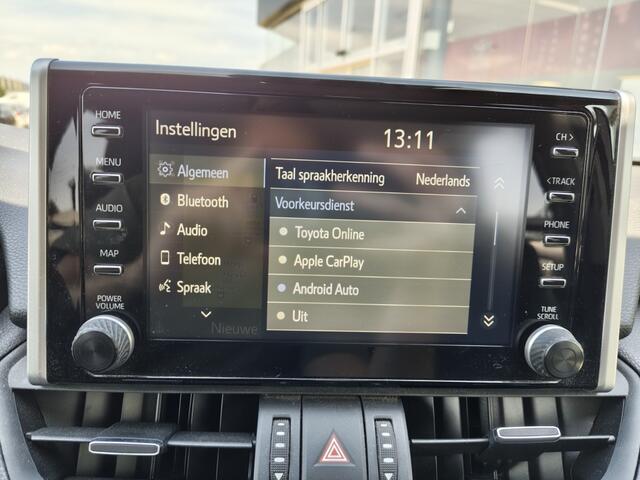 HOME
MENU
AUDIO
MAP
POWER
VOLUME
Instellingen
13:11
Algemeen
Bluetooth
Audio
Telefoon
Spraak
Nieuwe
Taal spraakherkenning Nederlands
Voorkeursdienst
Toyota Online
Apple CarPlay
Android Auto
Uit
CH >
< TRACK
PHONE
SETUP
TUNE
SCROLL